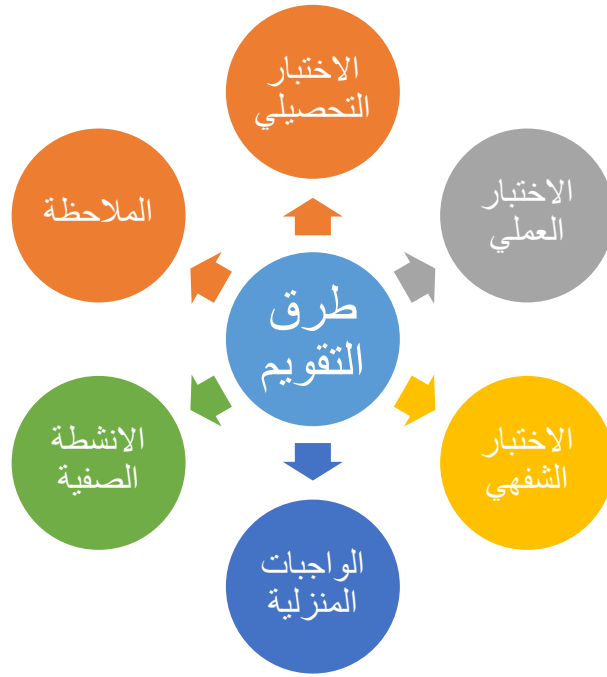 الاختبار
التحصيلي
الاختبار
العملي
الملاحظة
طرق
التقويم
الاختبار
الشفهي
الانشطة
الصفية
الواجبات
المنزلية